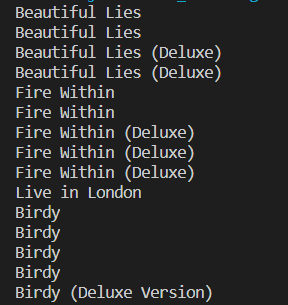 Beautiful Lies
Beautiful Lies
Beautiful Lies (Deluxe)
Beautiful Lies (Deluxe)
Fire Within
Fire Within
Fire Within (Deluxe)
Fire Within (Deluxe)
Fire Within (Deluxe)
Live in London
Birdy
Birdy
Birdy
Birdy
Birdy (Deluxe Version)